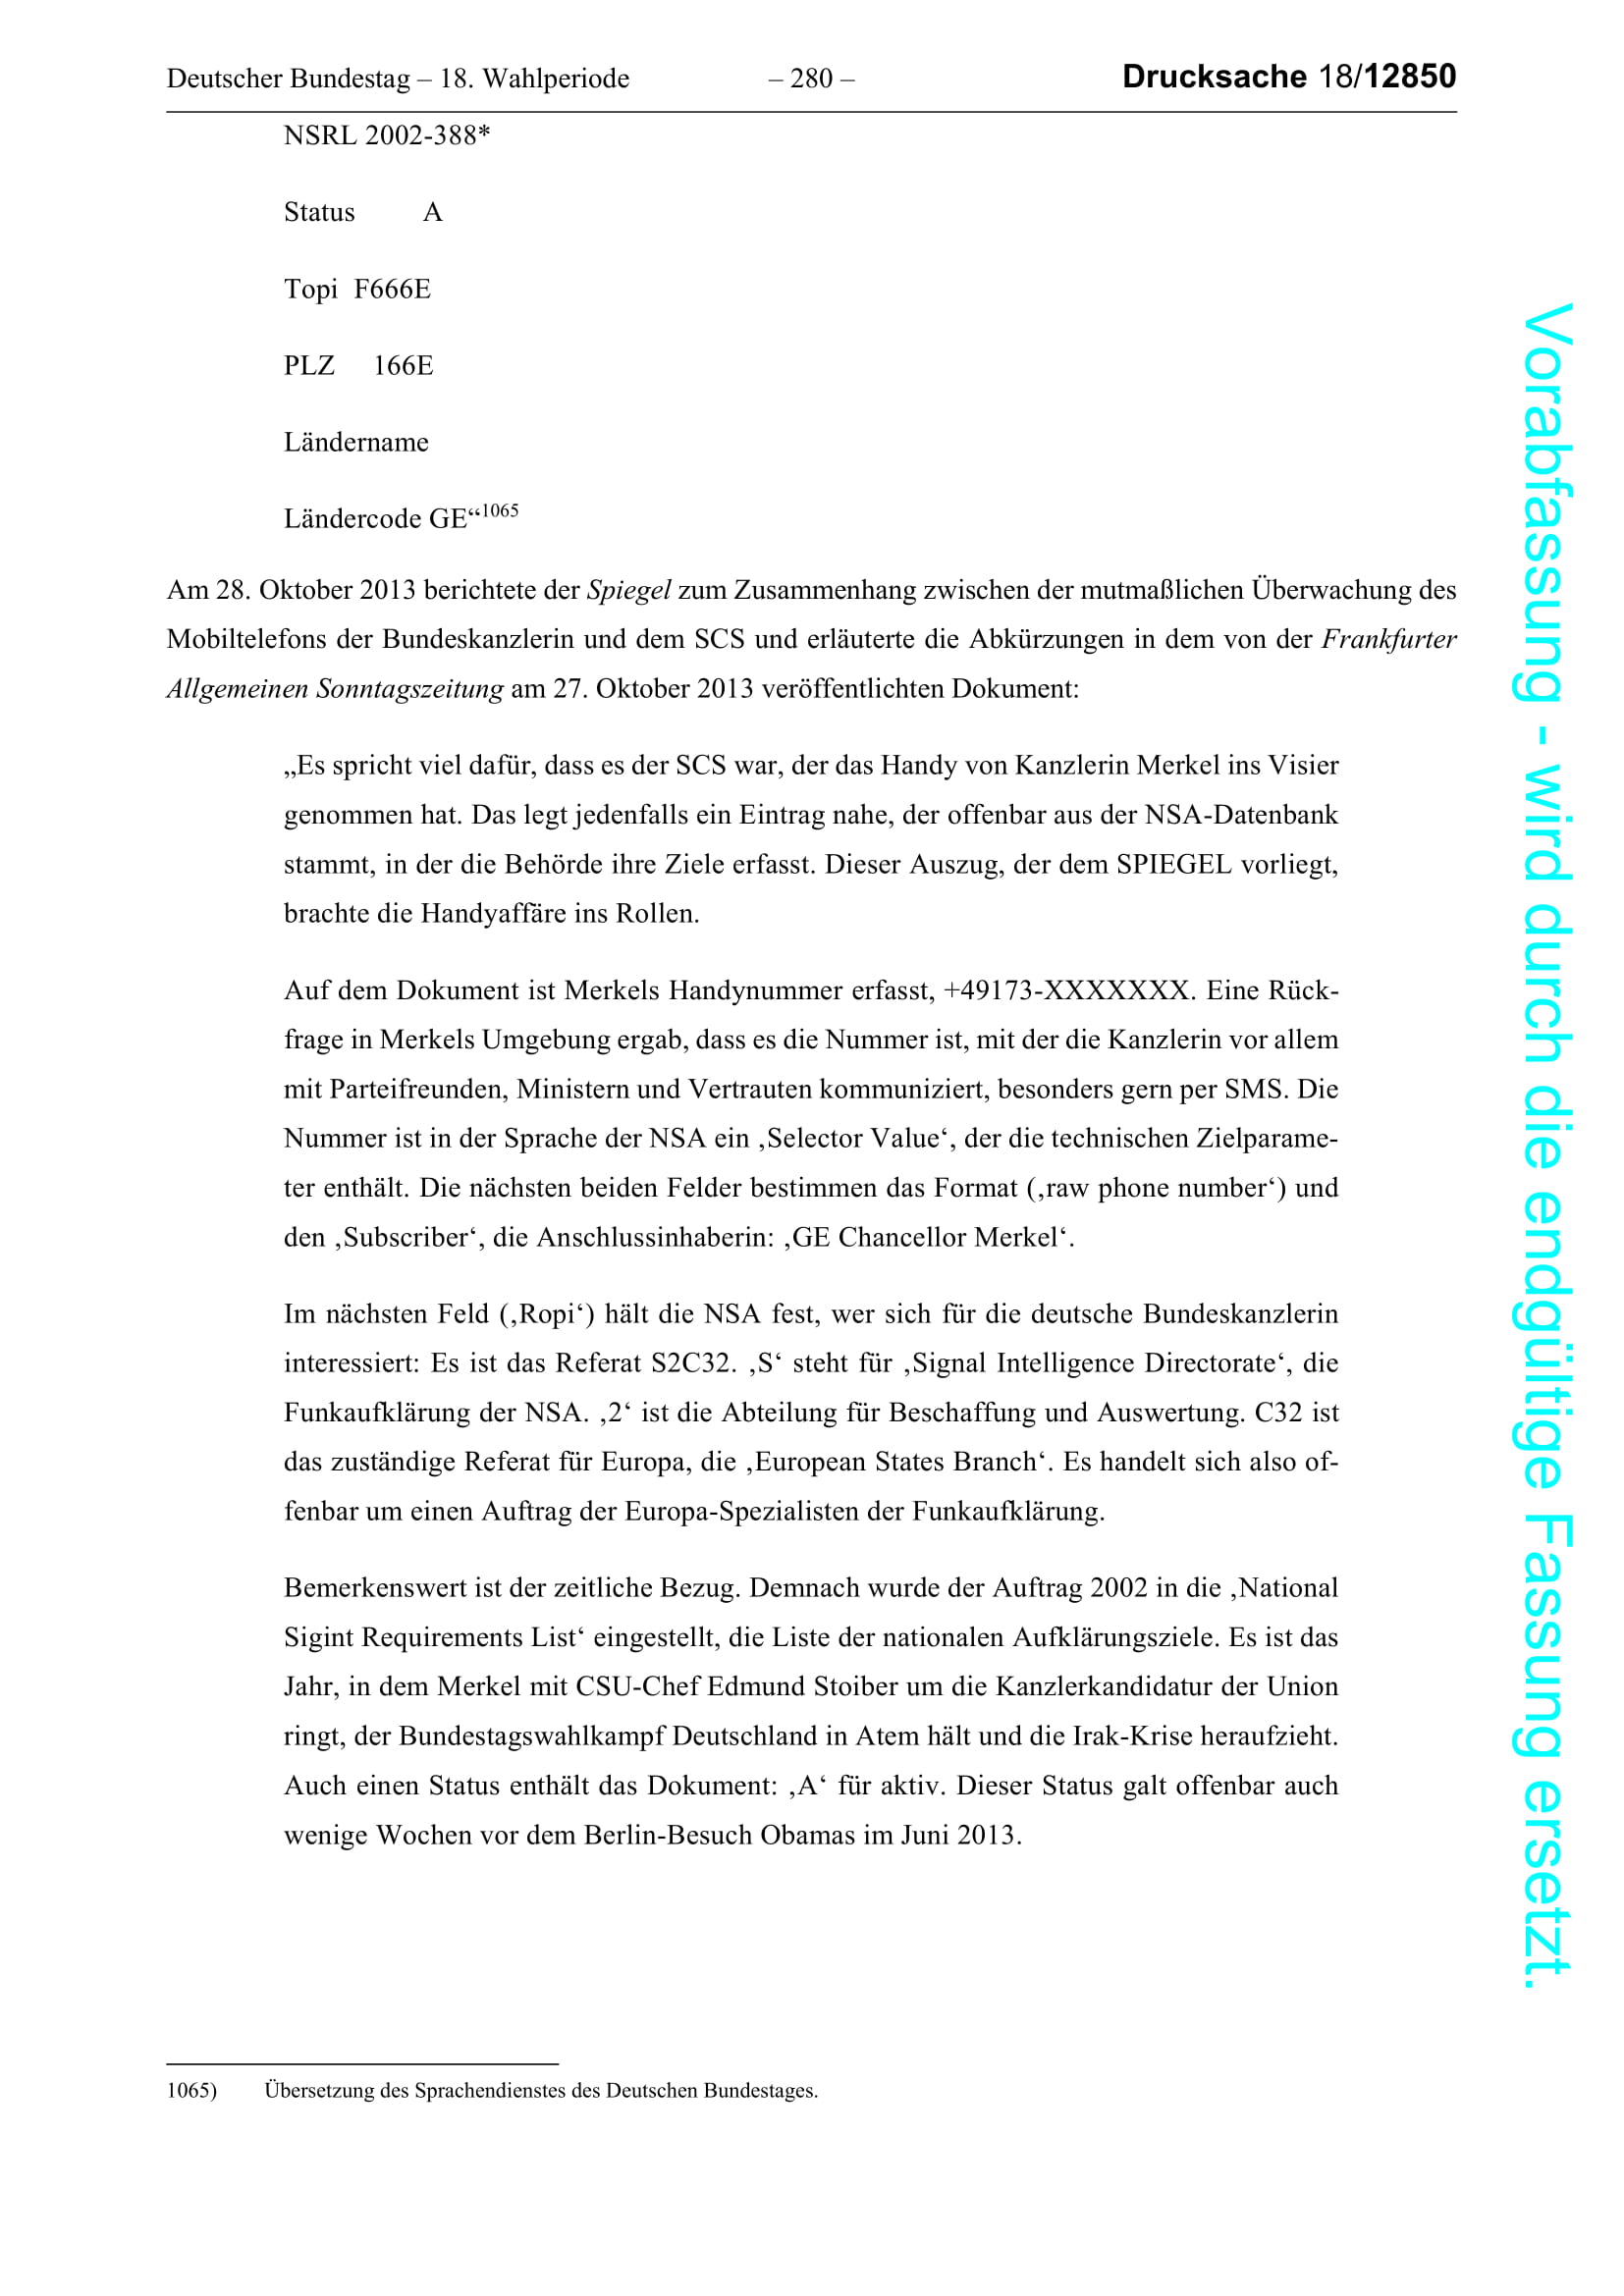 Deutscher Bundestag – 18. Wahlperiode – 280 – Drucksache 18/12850
NSRL 2002-388*
Status A
Topi F666E
PLZ 166E
Ländername
Ländercode GE“1065
Am 28. Oktober 2013 berichtete der Spiegel zum Zusammenhang zwischen der mutmaßlichen Überwachung des
Mobiltelefons der Bundeskanzlerin und dem SCS und erläuterte die Abkürzungen in dem von der Frankfurter
Allgemeinen Sonntagszeitung am 27. Oktober 2013 veröffentlichten Dokument:
„Es spricht viel dafür, dass es der SCS war, der das Handy von Kanzlerin Merkel ins Visier
genommen hat. Das legt jedenfalls ein Eintrag nahe, der offenbar aus der NSA-Datenbank
stammt, in der die Behörde ihre Ziele erfasst. Dieser Auszug, der dem SPIEGEL vorliegt,
brachte die Handyaffäre ins Rollen.
Auf dem Dokument ist Merkels Handynummer erfasst, +49173-XXXXXXX. Eine Rück-
frage in Merkels Umgebung ergab, dass es die Nummer ist, mit der die Kanzlerin vor allem
mit Parteifreunden, Ministern und Vertrauten kommuniziert, besonders gern per SMS. Die
Nummer ist in der Sprache der NSA ein ‚Selector Value‘, der die technischen Zielparame-
ter enthält. Die nächsten beiden Felder bestimmen das Format (‚raw phone number‘) und
den ‚Subscriber‘, die Anschlussinhaberin: ‚GE Chancellor Merkel‘.
Im nächsten Feld (‚Ropi‘) hält die NSA fest, wer sich für die deutsche Bundeskanzlerin
interessiert: Es ist das Referat S2C32. ‚S‘ steht für ‚Signal Intelligence Directorate‘, die
Funkaufklärung der NSA. ‚2‘ ist die Abteilung für Beschaffung und Auswertung. C32 ist
das zuständige Referat für Europa, die ‚European States Branch‘. Es handelt sich also of-
fenbar um einen Auftrag der Europa-Spezialisten der Funkaufklärung.
Bemerkenswert ist der zeitliche Bezug. Demnach wurde der Auftrag 2002 in die ‚National
Sigint Requirements List‘ eingestellt, die Liste der nationalen Aufklärungsziele. Es ist das
Jahr, in dem Merkel mit CSU-Chef Edmund Stoiber um die Kanzlerkandidatur der Union
ringt, der Bundestagswahlkampf Deutschland in Atem hält und die Irak-Krise heraufzieht.
Auch einen Status enthält das Dokument: ‚A‘ für aktiv. Dieser Status galt offenbar auch
wenige Wochen vor dem Berlin-Besuch Obamas im Juni 2013.
1065) Übersetzung des Sprachendienstes des Deutschen Bundestages.
Vorabfassung - wird durch die endgültige Fassung ersetzt.